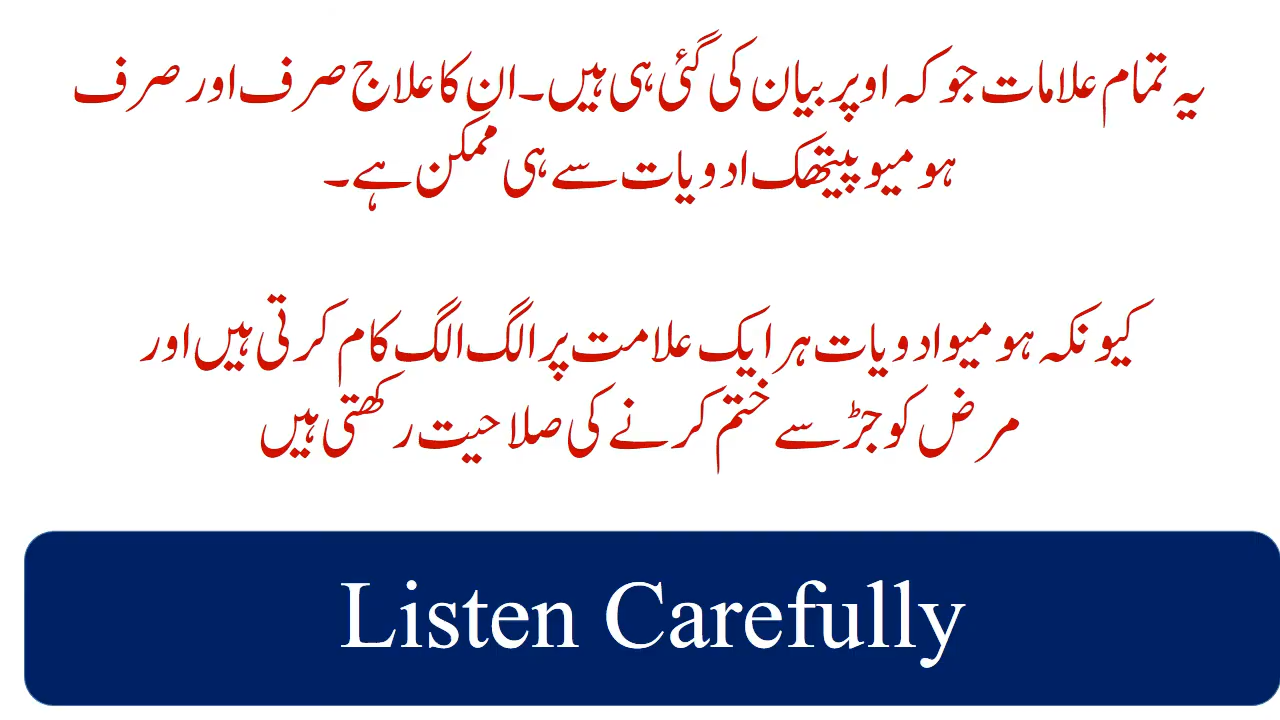 یہ تمام علامات جو کہ اوپر بیان کی گئی ہی ہیں۔ان کا علاج صرف اور صرف
ہومیوپیتھک ادویات سے ہی ممکن ہے۔
کیونکہ ہومیوادویات ہر ایک علامت پر الگ الگ کام کرتی ہیں اور
مرض کو جڑ سے ختم کرنے کی صلاحیت رکھتی ہیں
Listen Carefully